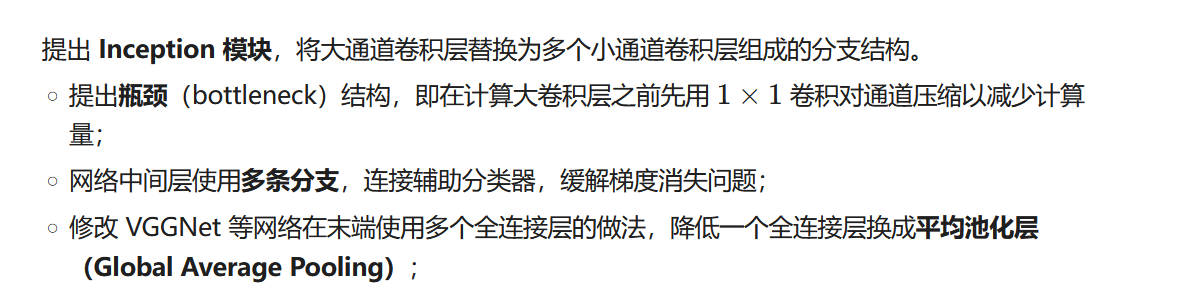 提出 Inception 模块，将大通道卷积层替换为多个小通道卷积层组成的分支结构。
提出瓶颈（bottleneck）结构，即在计算大卷积层之前先用 1 × 1 卷积对通道压缩以减少计算
量；
网络中间层使用多条分支，连接辅助分类器，缓解梯度消失问题；
修改 VGGNet 等网络在末端使用多个全连接层的做法，降低一个全连接层换成平均池化层
（Global Average Pooling）；